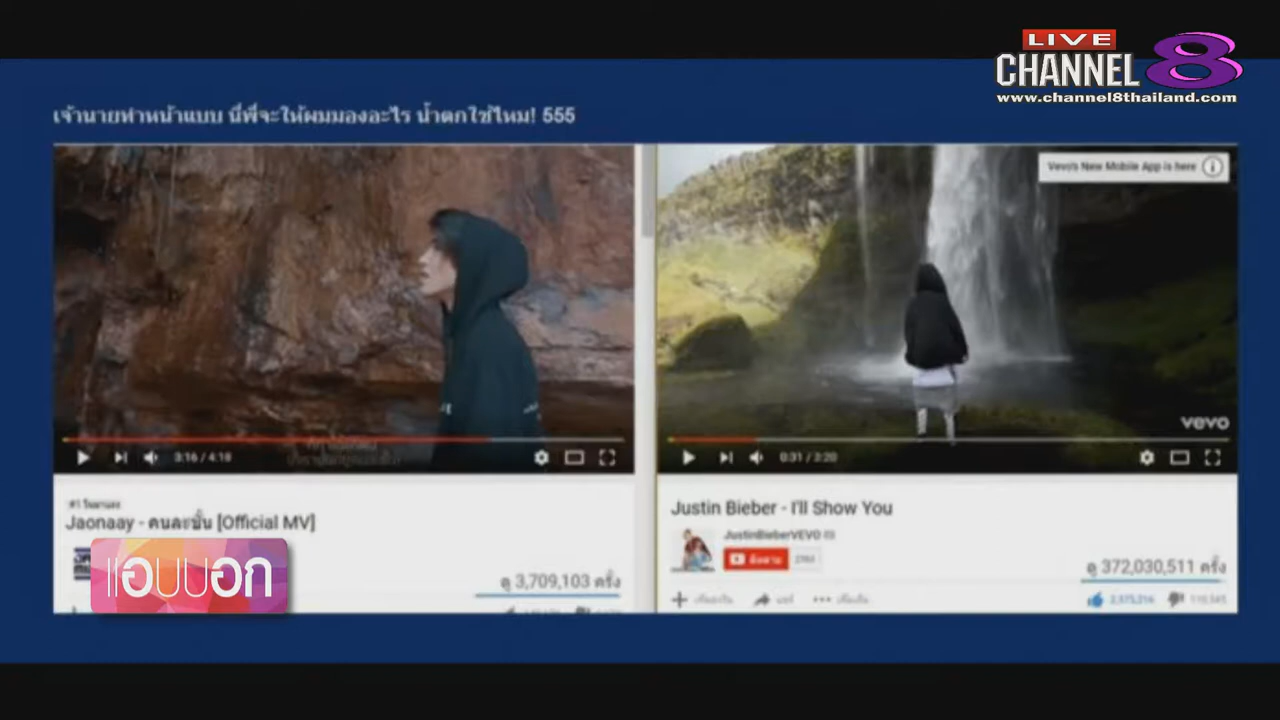 LIVE
CHANNEL 8
www.channel8thailand.com
เจ้านายพาหน้าแบบ นี่พี่จะให้ผมมองอะไร น้ำตกใช่ไหม! 555
Vevo's New Mobile App is here
vevo
3:16 / 4:18
0:31 / 3:20
Jaonaay - คนละชั้น [Official MV]
ดู 3,709,103 ครั้ง
Justin Bieber - I'll Show You
JustinBieberVEVO
ดู 372,030,511 ครั้ง
แอบบอก